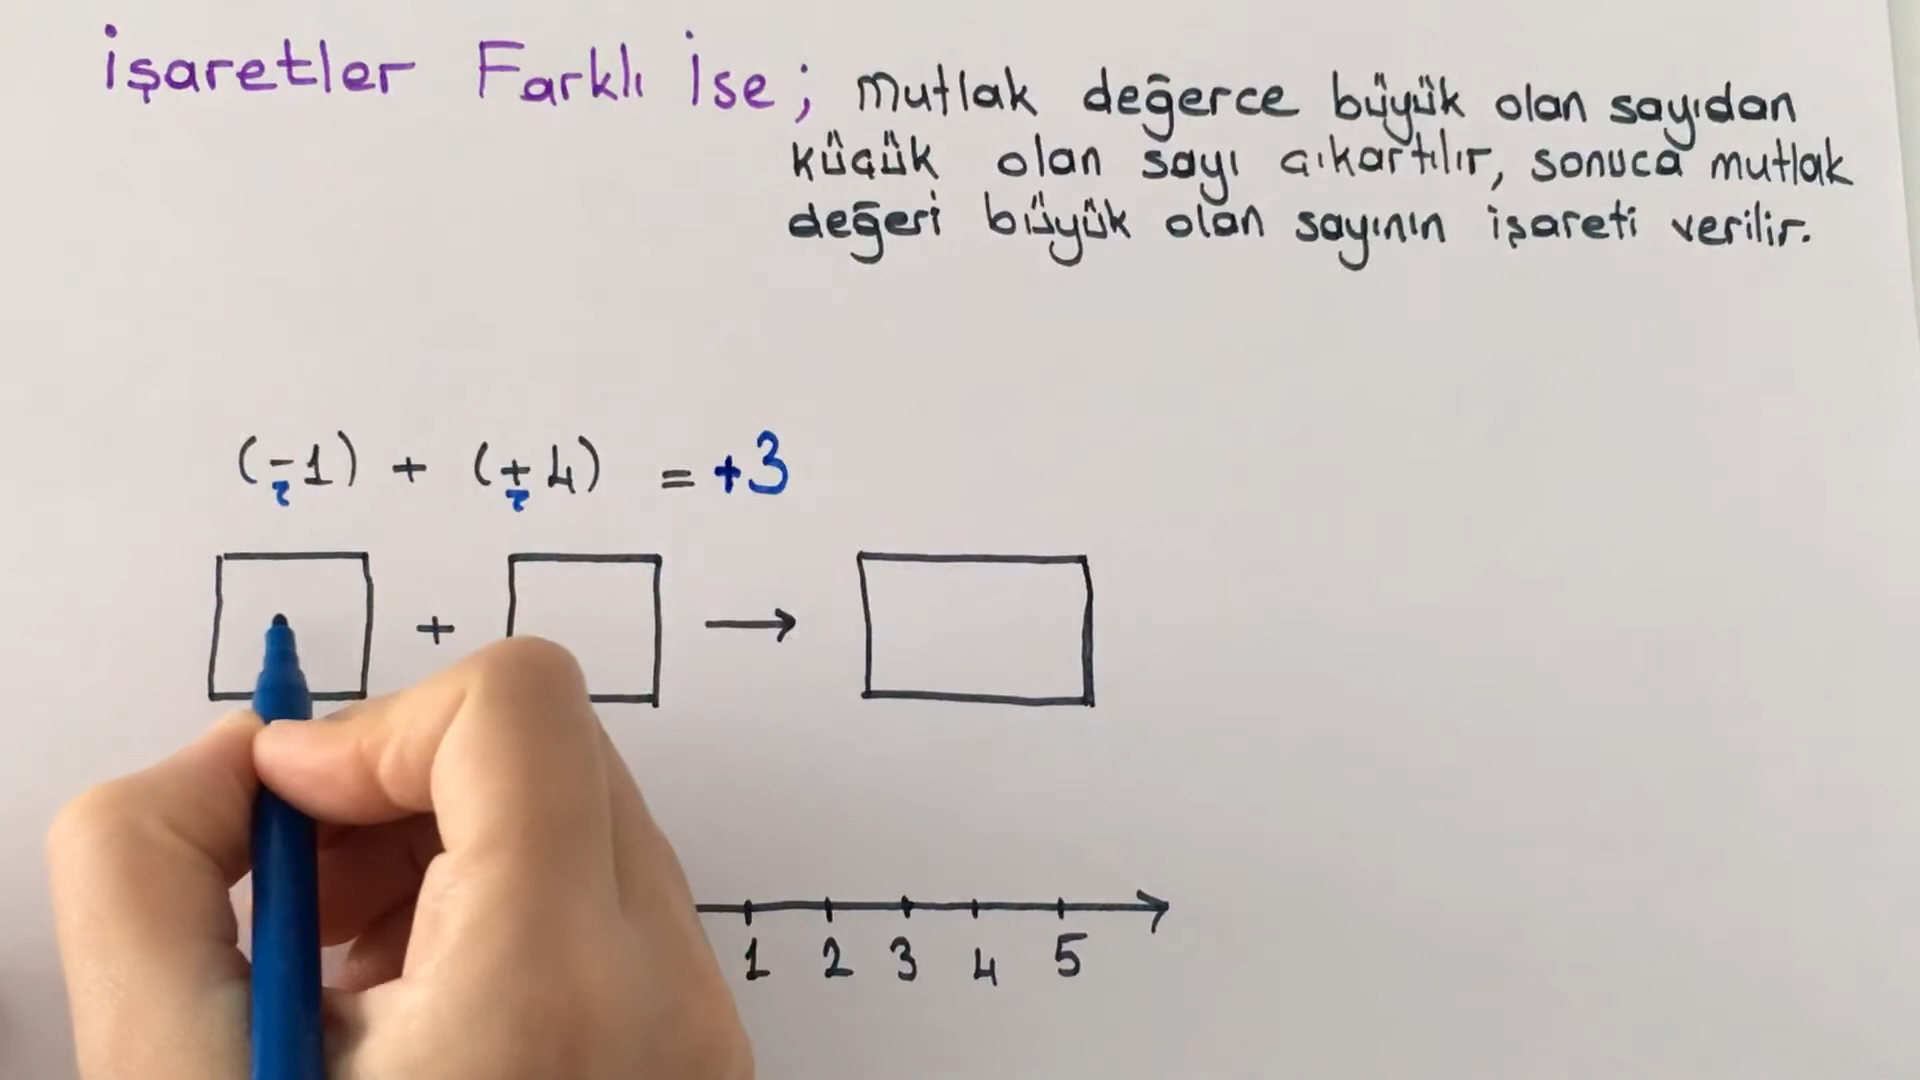 işaretler Farklı İse; mutlak değerce büyük olan sayıdan
küçük olan sayı çıkartılır, sonuca mutlak
değeri büyük olan sayının işareti verilir.
(-1) + (+4) = +3
+ →
1 2 3 4 5